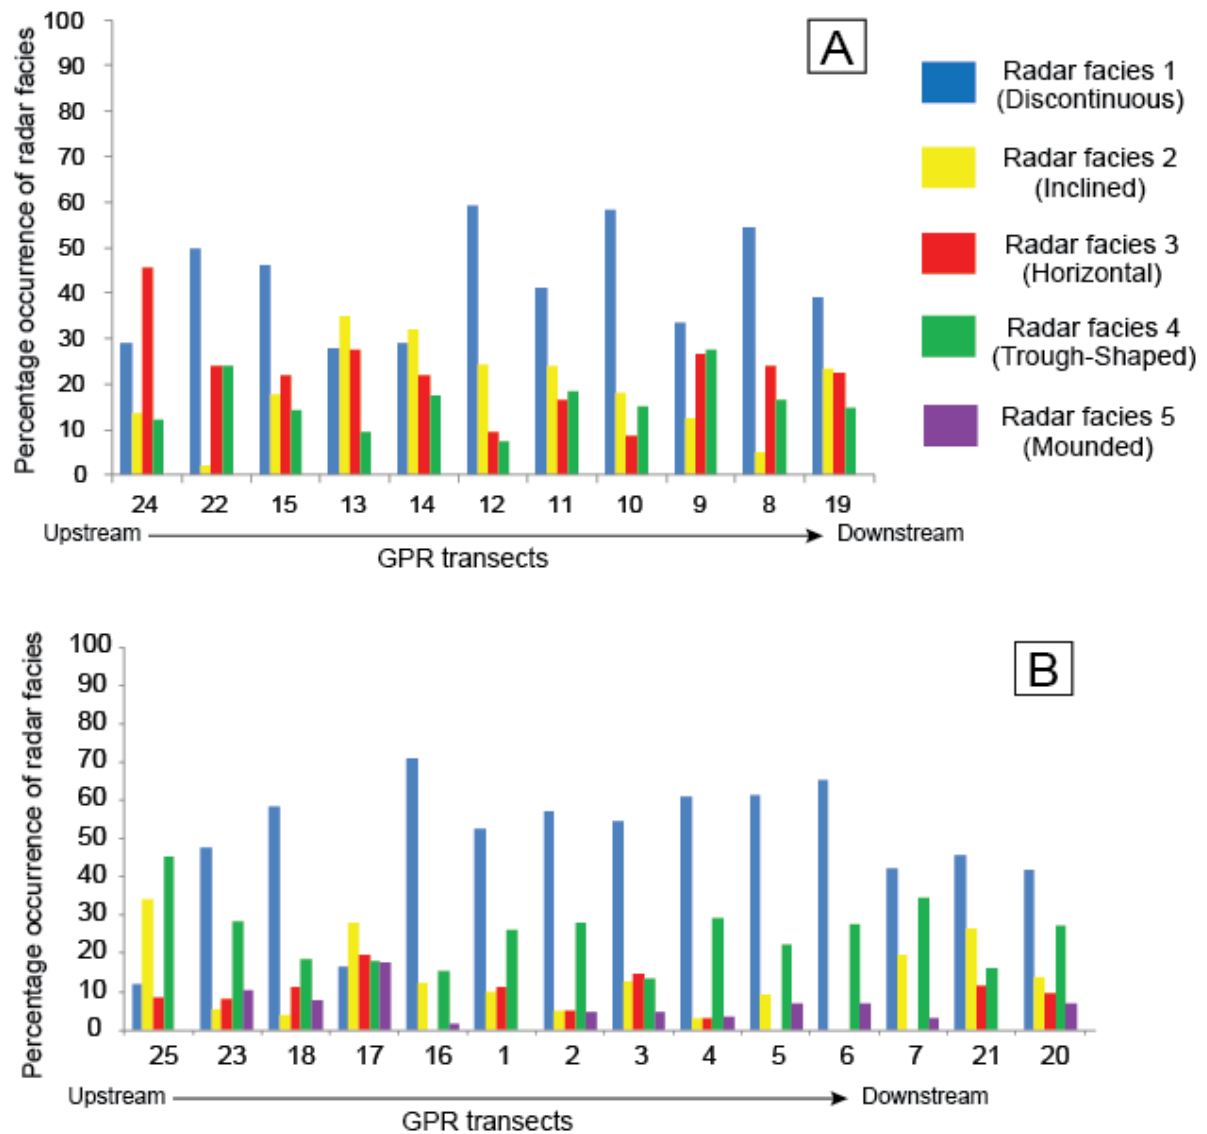 A
Percentage occurrence of radar facies
100
90
80
70
60
50
40
30
20
10
0
24 22 15 13 14 12 11 10 9 8 19
Upstream Downstream
GPR transects
Radar facies 1
(Discontinuous)
Radar facies 2
(Inclined)
Radar facies 3
(Horizontal)
Radar facies 4
(Trough-Shaped)
Radar facies 5
(Mounded)
B
Percentage occurrence of radar facies
100
90
80
70
60
50
40
30
20
10
0
25 23 18 17 16 1 2 3 4 5 6 7 21 20
Upstream Downstream
GPR transects